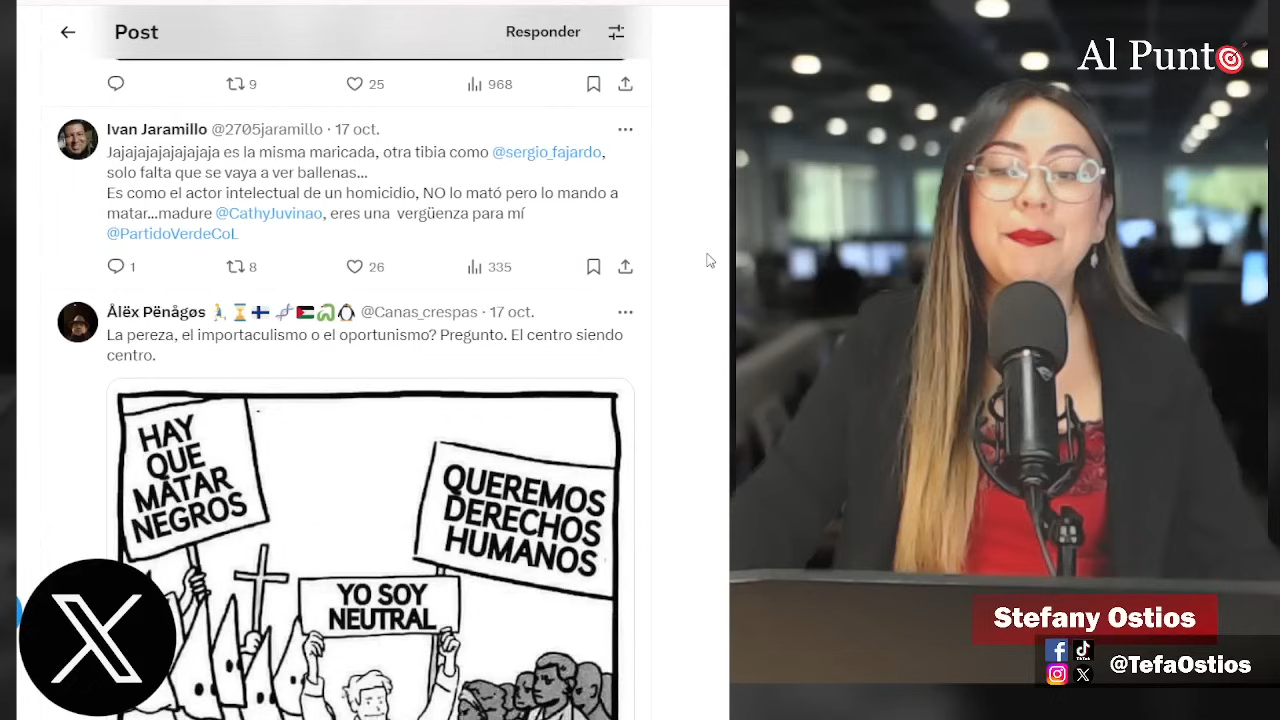 Post
Responder
9
25
968
Ivan Jaramillo @2705jaramillo · 17 oct.
Jajajajajajajaja es la misma maricada, otra tibia como @sergio_fajardo,
solo falta que se vaya a ver ballenas...
Es como el actor intelectual de un homicidio, NO lo mató pero lo mando a
matar...madure @CathyJuvinao, eres una vergüenza para mí
@PartidoVerdeCoL
1
8
26
335
Ålëx Pënågøs @Canas_crespas · 17 oct.
La pereza, el importaculismo o el oportunismo? Pregunto. El centro siendo
centro.
HAY
QUE
MATAR
NEGROS
QUEREMOS
DERECHOS
HUMANOS
YO SOY
NEUTRAL
Al Punto
Stefany Ostios
@TefaOstios